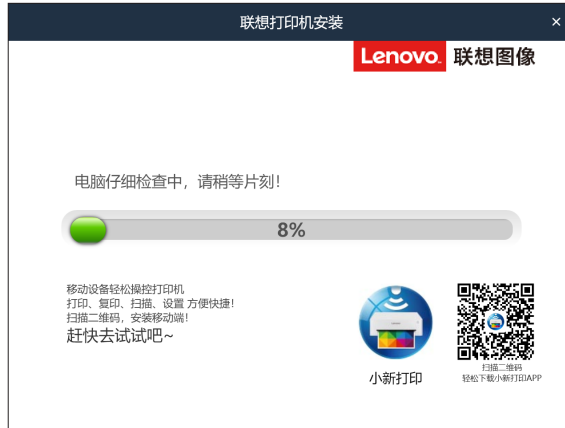 联想打印机安装
×
Lenovo 联想图像
电脑仔细检查中，请稍等片刻！
8%
移动设备轻松操控打印机
打印、复印、扫描、设置 方便快捷！
扫描二维码，安装移动端！
赶快去试试吧~
小新打印
扫描二维码
轻松下载小新打印APP